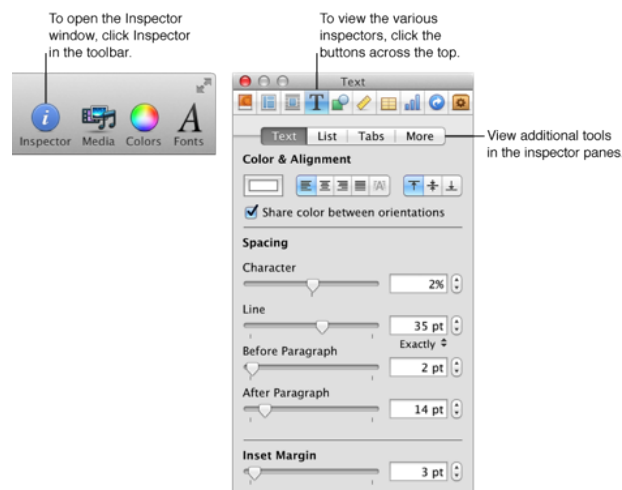 To open the Inspector
window, click Inspector
in the toolbar.
To view the various
inspectors, click the
buttons across the top.
Inspector Media Colors Fonts
Text
Text List Tabs More
View additional tools
in the inspector panes
Color & Alignment
Share color between orientations
Spacing
Character
2%
Line
35 pt
Exactly
Before Paragraph
2 pt
After Paragraph
14 pt
Inset Margin
3 pt